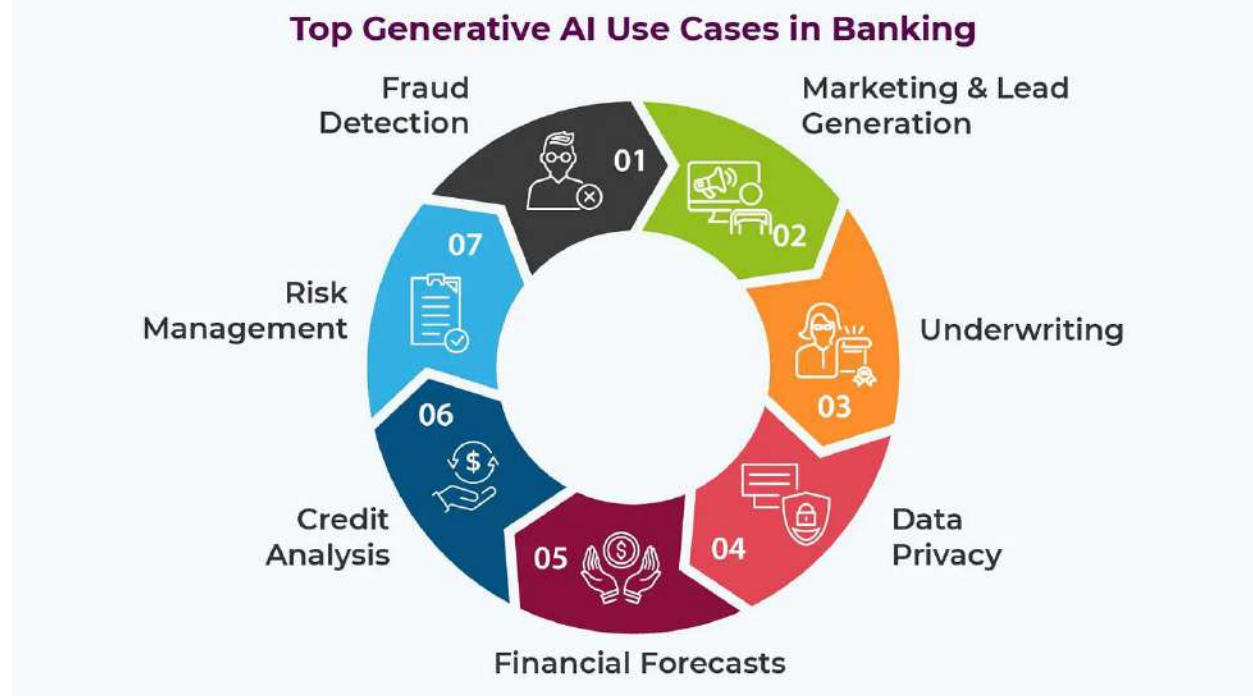 Top Generative AI Use Cases in Banking
Fraud
Detection
01
Marketing & Lead
Generation
02
Underwriting
03
Data
Privacy
04
Financial Forecasts
05
$
Credit
Analysis
06
$
Risk
Management
07